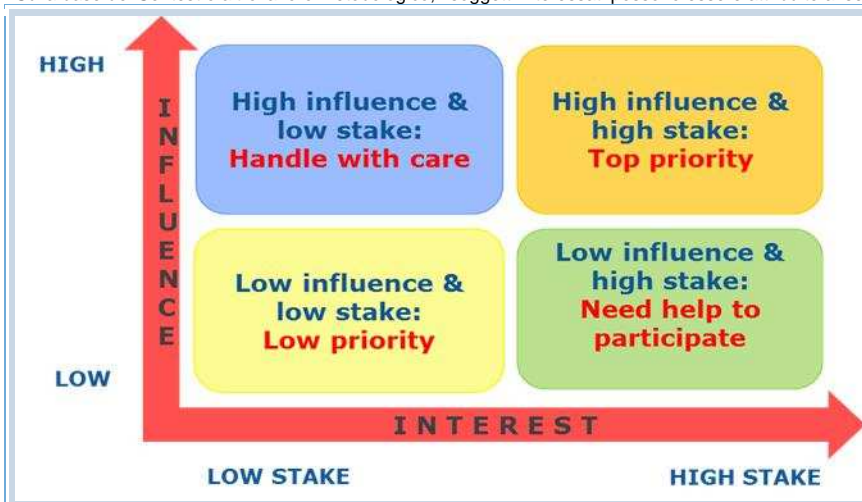 HIGH
INFLUENCE
High influence &
low stake:
Handle with care
High influence &
high stake:
Top priority
Low influence &
low stake:
Low priority
Low influence &
high stake:
Need help to
participate
LOW
INTEREST
LOW STAKE
HIGH STAKE